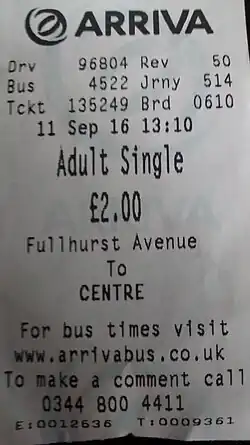 ARRIVA
Drv 96804 Rev 50
Bus 4522 Jrny 514
Tckt 135249 Brd 0610
11 Sep 16 13:10
Adult Single
£2.00
Fullhurst Avenue
To
CENTRE
For bus times visit
www.arrivabus.co.uk
To make a comment call
0344 800 4411
E:0012636 T:0009361